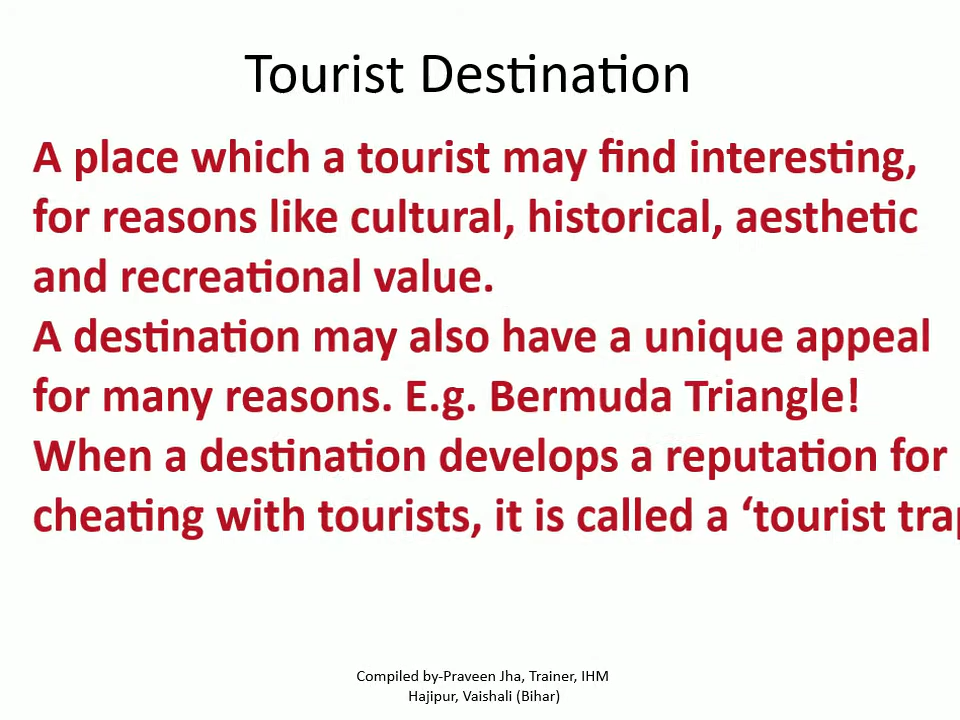 Tourist Destination
A place which a tourist may find interesting,
for reasons like cultural, historical, aesthetic
and recreational value.
A destination may also have a unique appeal
for many reasons. E.g. Bermuda Triangle!
When a destination develops a reputation for
cheating with tourists, it is called a ‘tourist trap
Compiled by-Praveen Jha, Trainer, IHM
Hajipur, Vaishali (Bihar)